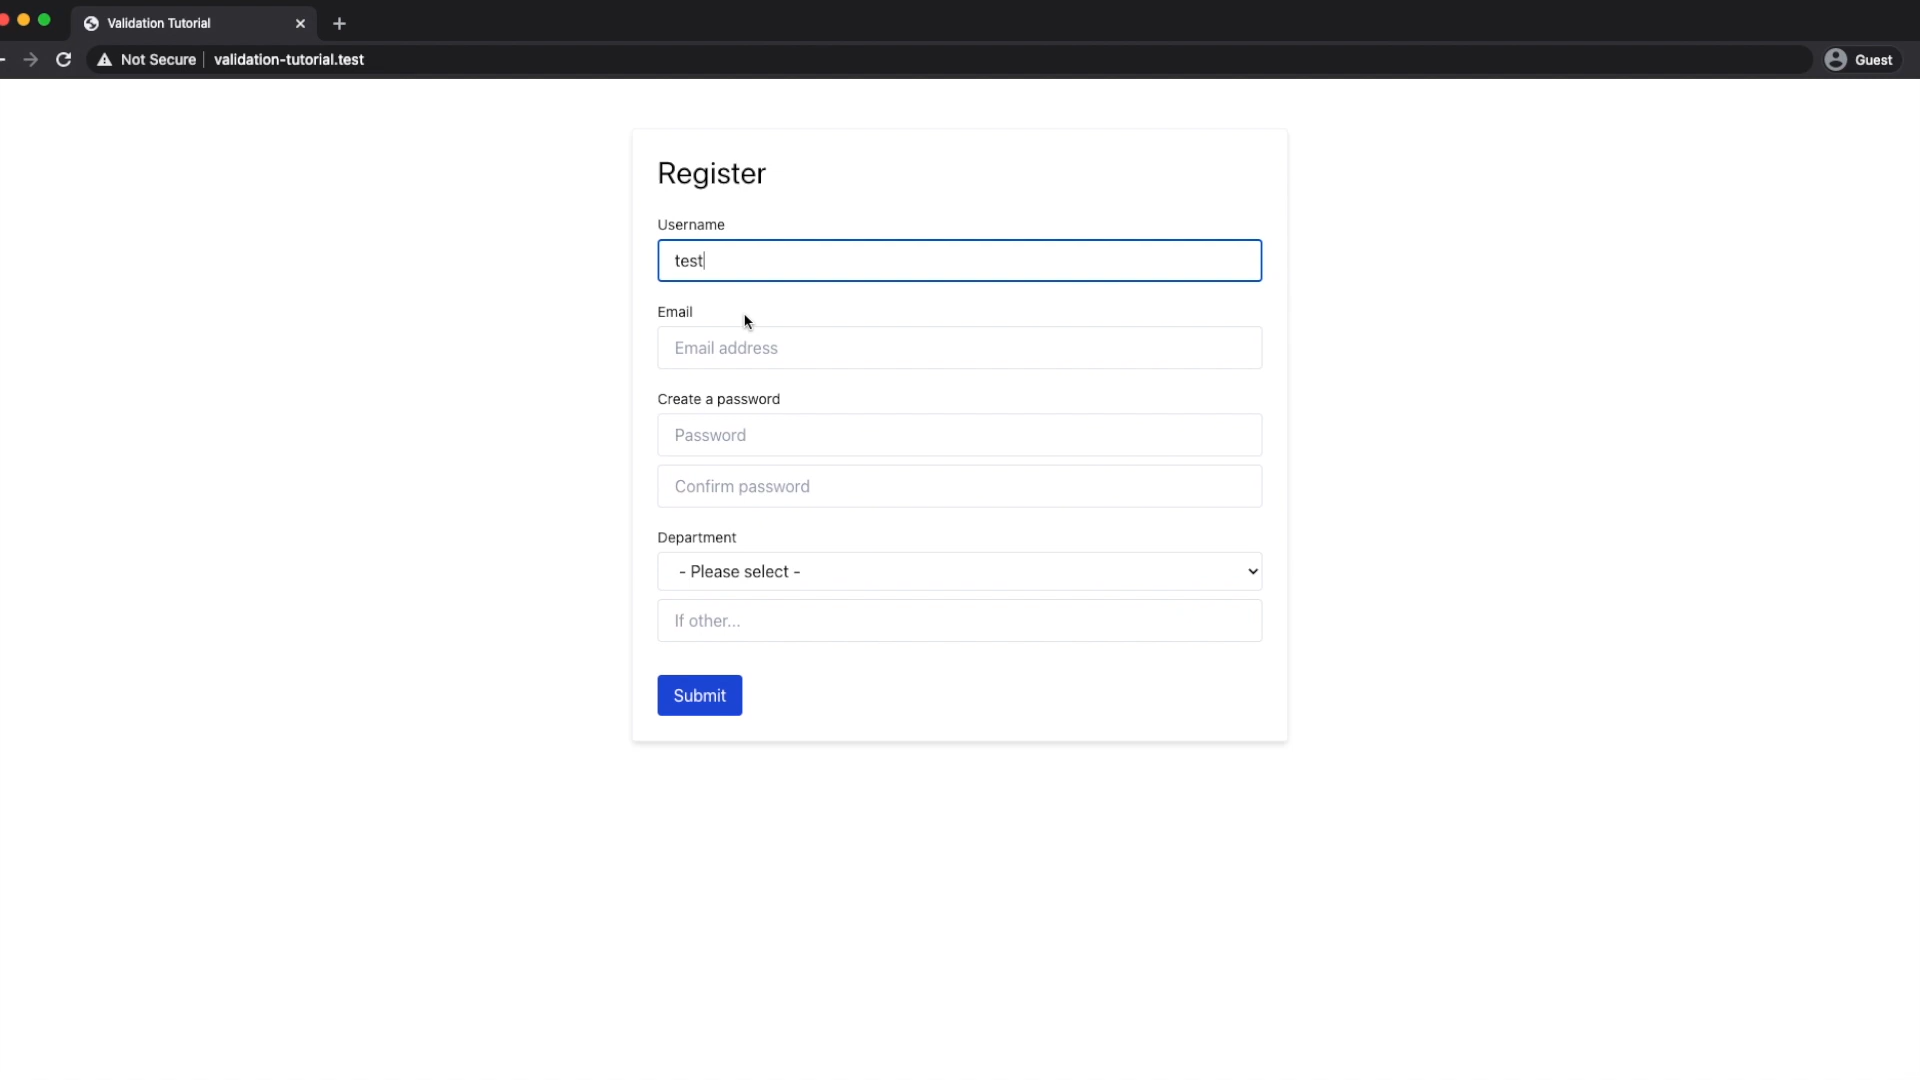 Validation Tutorial
Not Secure validation-tutorial.test
Guest
Register
Username
test
Email
Email address
Create a password
Password
Confirm password
Department
- Please select -
If other...
Submit